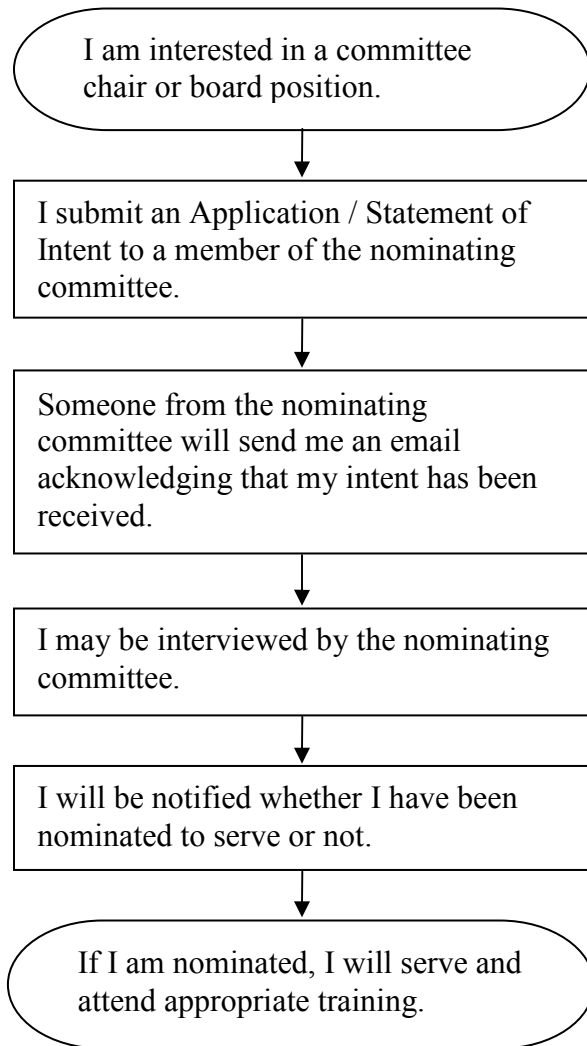 I am interested in a committee
chair or board position.
I submit an Application / Statement of
Intent to a member of the nominating
committee.
Someone from the nominating
committee will send me an email
acknowledging that my intent has been
received.
I may be interviewed by the nominating
committee.
I will be notified whether I have been
nominated to serve or not.
If I am nominated, I will serve and
attend appropriate training.